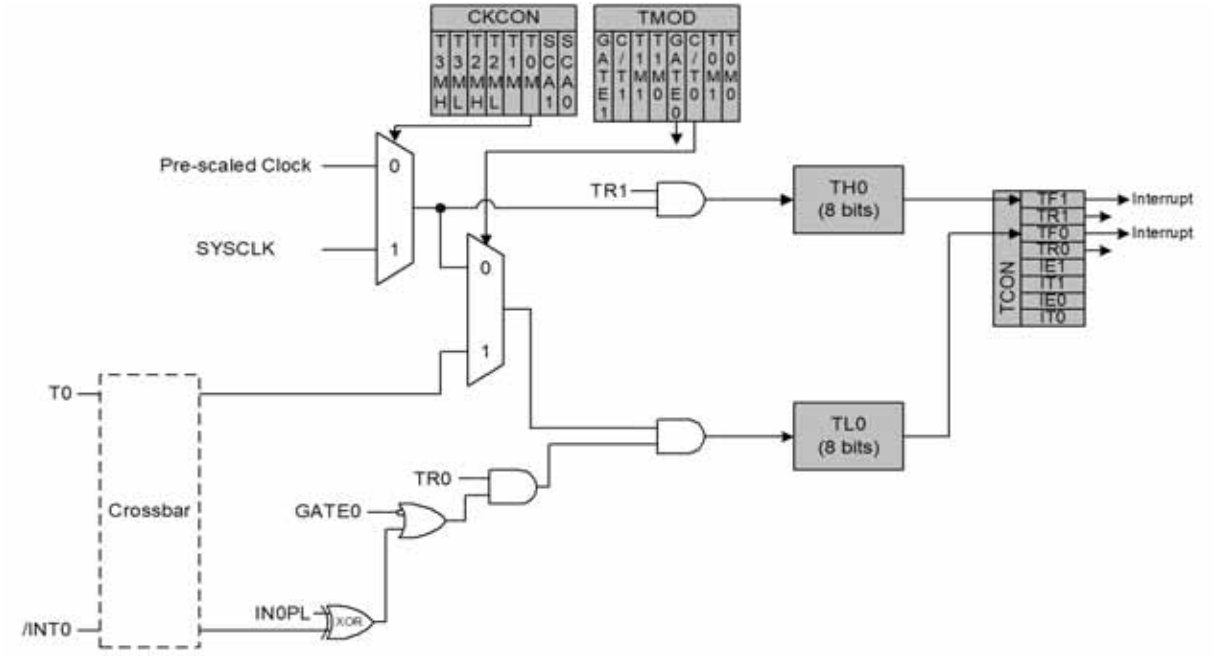 CKCON
TMOD
T3MH
T3ML
T2MH
T2ML
T1M
T0M
SCA1
SCA0
GATE1
C/T1
T1M1
T1M0
GATE0
C/T0
T0M1
T0M0
Pre-scaled Clock
0
SYSCLK
1
TR1
TH0
(8 bits)
TCON
TF1
TR1
TF0
TR0
IE1
IT1
IE0
IT0
Interrupt
Interrupt
0
1
T0
Crossbar
/INT0
TL0
(8 bits)
TR0
GATE0
IN0PL
XOR